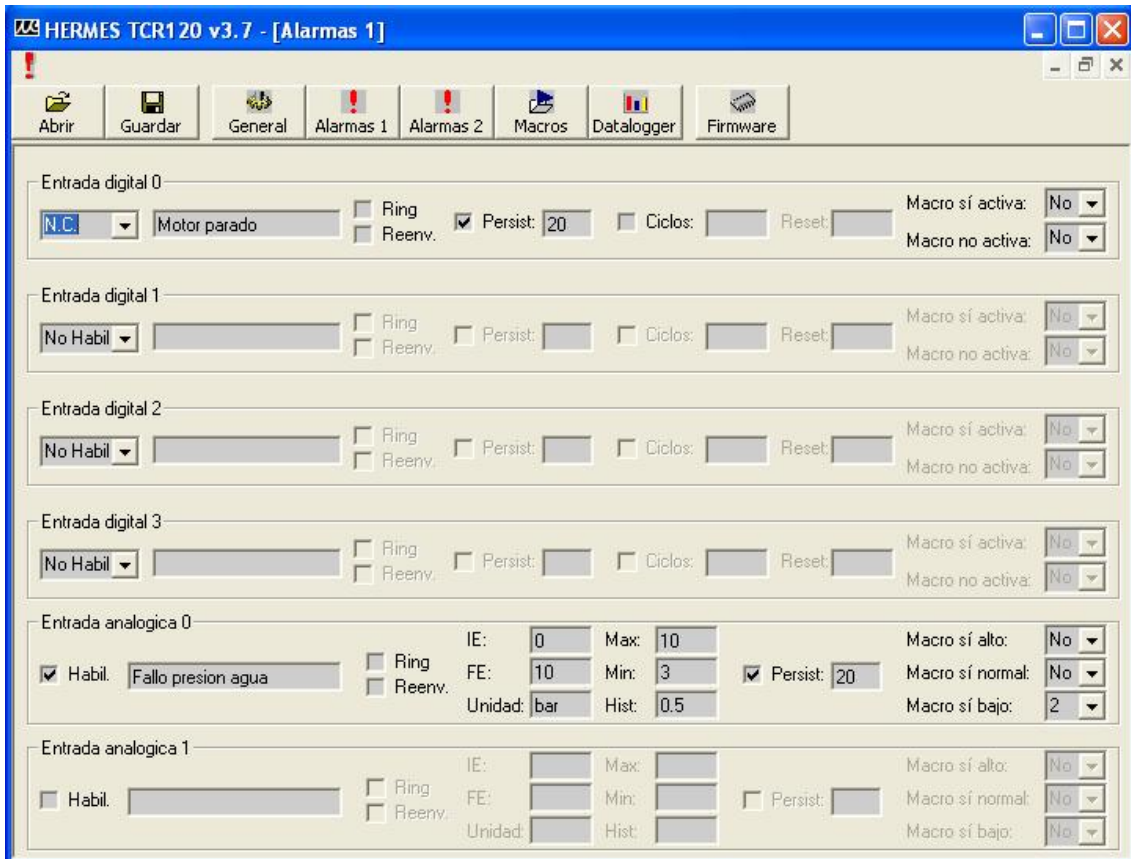 HERMES TCR120 v3.7 - [Alarmas 1]
Abrir Guardar General Alarmas 1 Alarmas 2 Macros Datalogger Firmware
Entrada digital 0
N.C. Motor parado Ring Reenv. Persist: 20 Ciclos: Reset: Macro sí activa: No
Macro no activa: No
Entrada digital 1
No Habil Ring Reenv. Persist: Ciclos: Reset: Macro sí activa: No
Macro no activa: No
Entrada digital 2
No Habil Ring Reenv. Persist: Ciclos: Reset: Macro sí activa: No
Macro no activa: No
Entrada digital 3
No Habil Ring Reenv. Persist: Ciclos: Reset: Macro sí activa: No
Macro no activa: No
Entrada analogica 0
IE: 0 Max: 10 Macro sí alto: No
Habil. Fallo presion agua Ring Reenv. FE: 10 Min: 3 Persist: 20 Macro sí normal: No
Unidad: bar Hist: 0.5 Macro sí bajo: 2
Entrada analogica 1
IE: Max: Macro sí alto: No
Habil. Ring Reenv. FE: Min: Persist: Macro sí normal: No
Unidad: Hist: Macro sí bajo: No